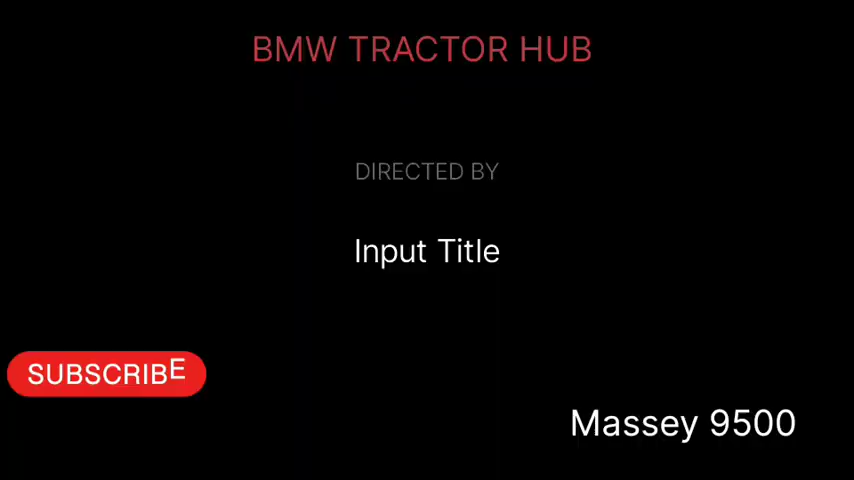 BMW TRACTOR HUB
DIRECTED BY
Input Title
SUBSCRIBE
Massey 9500